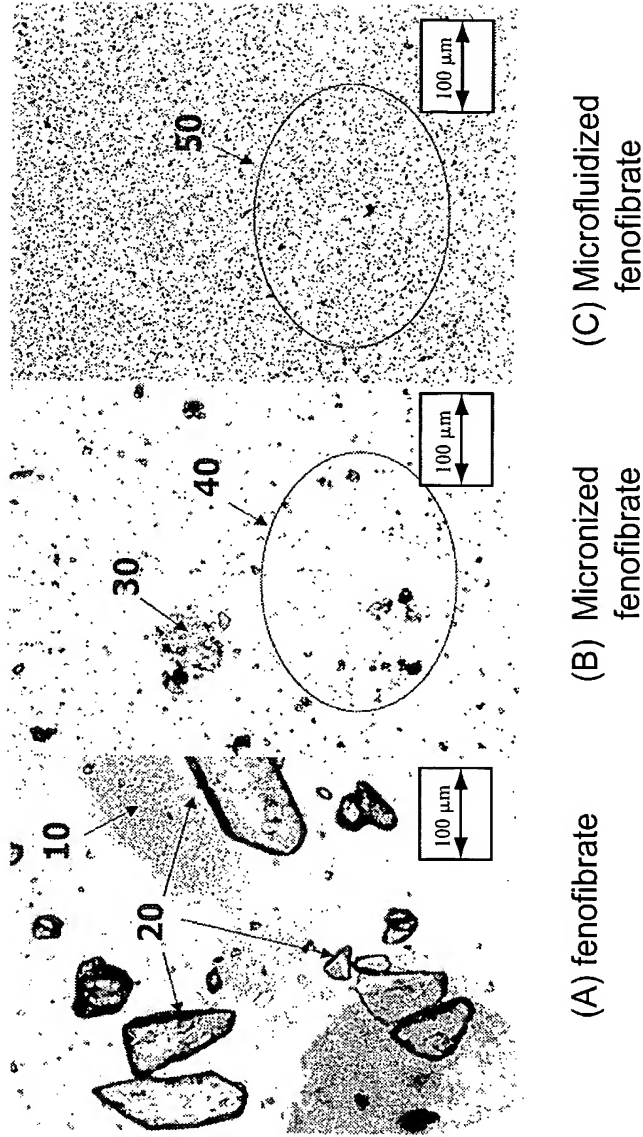 10
20
100 µm
(A) fenofibrate
30
40
100 µm
(B) Micronized
fenofibrate
50
100 µm
(C) Microfluidized
fenofibrate